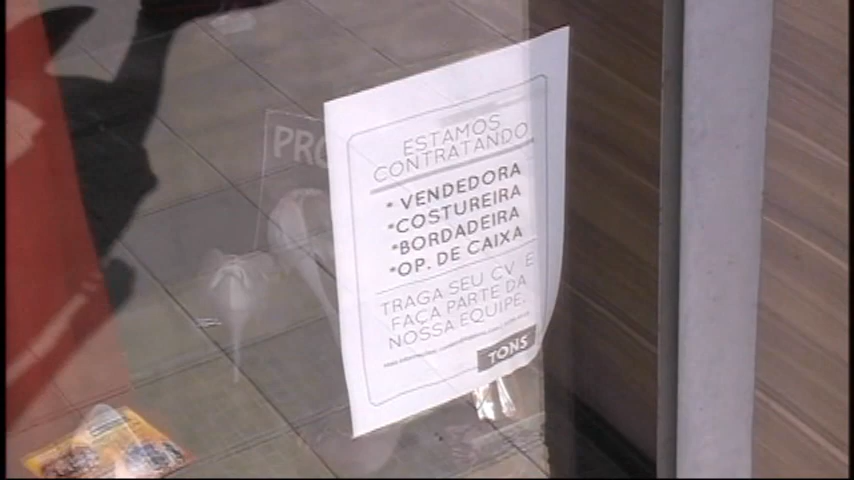 PRO
ESTAMOS
CONTRATANDO
* VENDEDORA
*COSTUREIRA
*BORDADEIRA
*OP. DE CAIXA
TRAGA SEU CV E
FAÇA PARTE DA
NOSSA EQUIPE.
TONS